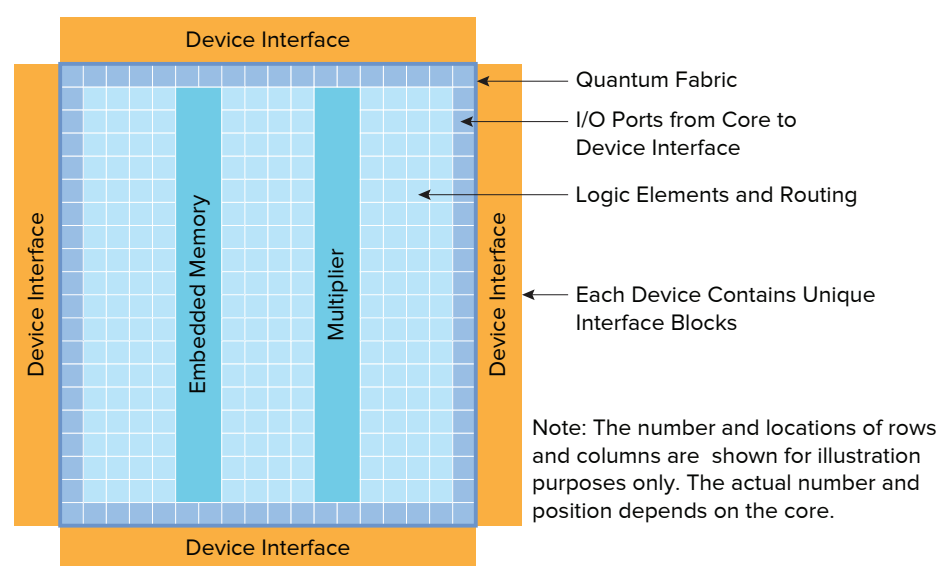 Device Interface
Quantum Fabric
I/O Ports from Core to
Device Interface
Logic Elements and Routing
Device Interface
Embedded Memory
Multiplier
Device Interface
Each Device Contains Unique
Interface Blocks
Note: The number and locations of rows
and columns are shown for illustration
purposes only. The actual number and
position depends on the core.
Device Interface